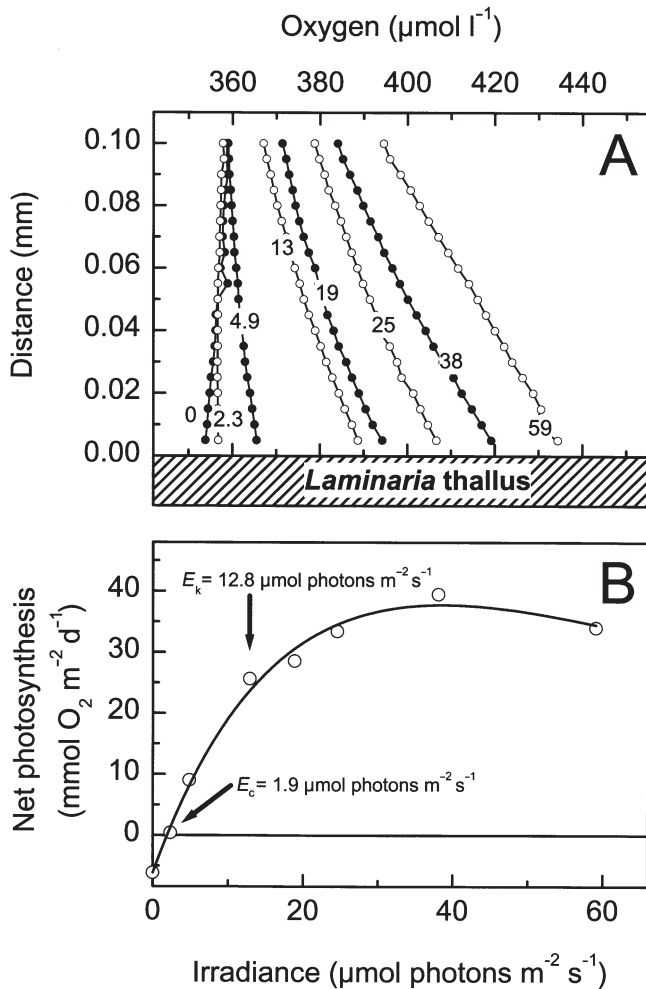 Oxygen (µmol l⁻¹)
360 380 400 420 440
A
0.10
0.08
0.06
0.04
0.02
0.00
Distance (mm)
0
2.3
4.9
13
19
25
38
59
Laminaria thallus
B
Eₖ= 12.8 µmol photons m⁻² s⁻¹
E꜀= 1.9 µmol photons m⁻² s⁻¹
40
30
20
10
0
Net photosynthesis
(mmol O₂ m⁻² d⁻¹)
0 20 40 60
Irradiance (µmol photons m⁻² s⁻¹)